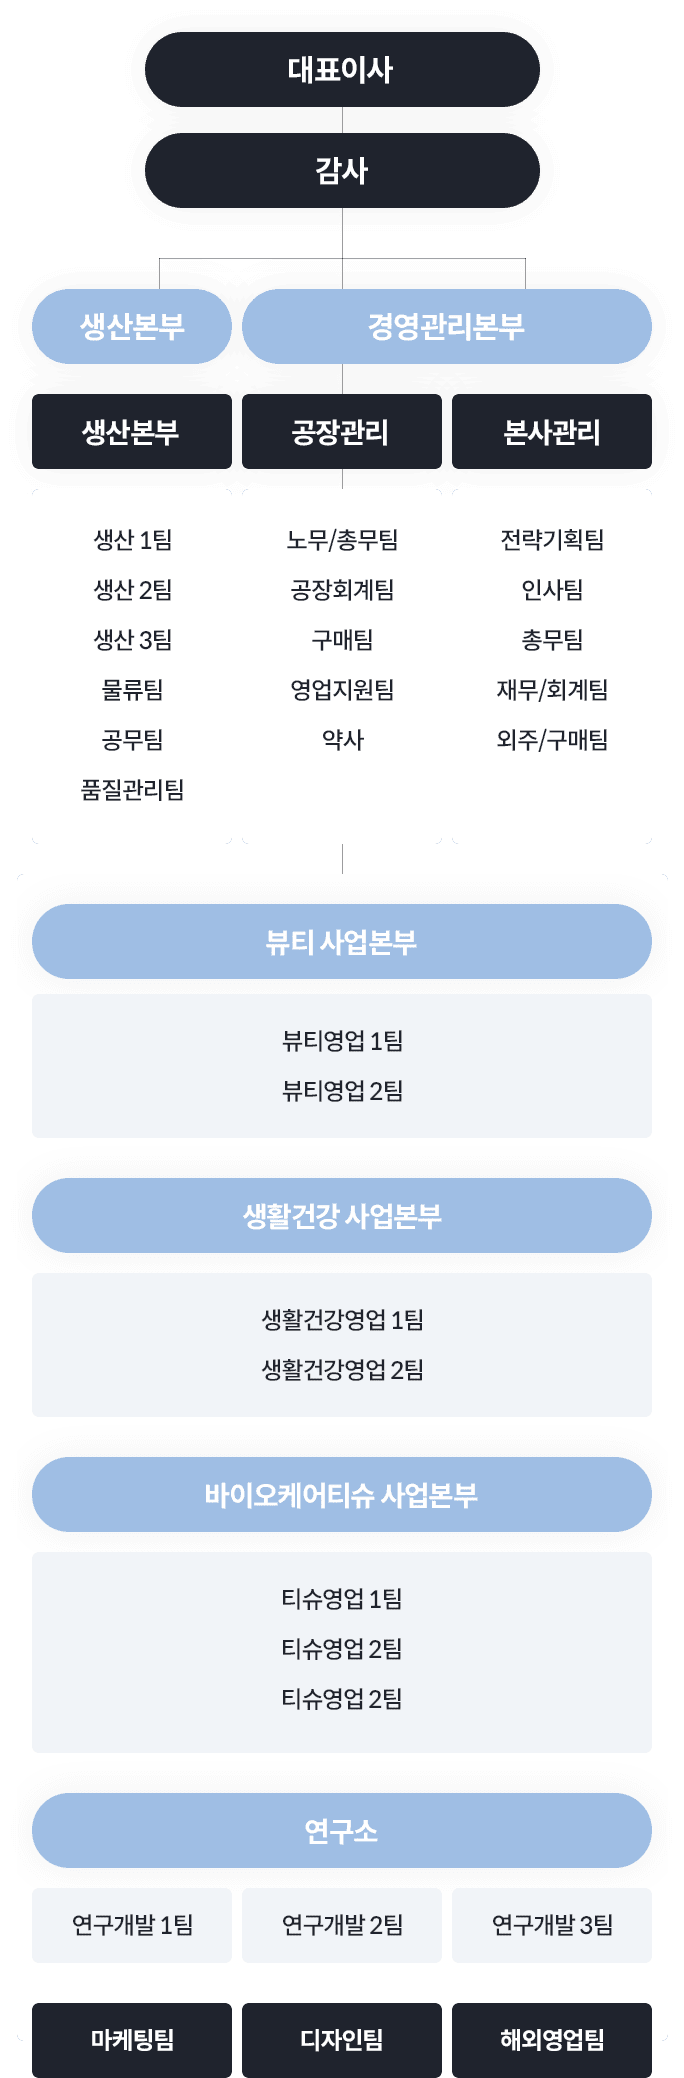 대표이사
감사
생산본부
경영관리본부
생산본부
공장관리
본사관리
생산 1팀
생산 2팀
생산 3팀
물류팀
공무팀
품질관리팀
노무/총무팀
공장회계팀
구매팀
영업지원팀
약사
전략기획팀
인사팀
총무팀
재무/회계팀
외주/구매팀
뷰티 사업본부
뷰티영업 1팀
뷰티영업 2팀
생활건강 사업본부
생활건강영업 1팀
생활건강영업 2팀
바이오케어티슈 사업본부
티슈영업 1팀
티슈영업 2팀
티슈영업 2팀
연구소
연구개발 1팀
연구개발 2팀
연구개발 3팀
마케팅팀
디자인팀
해외영업팀